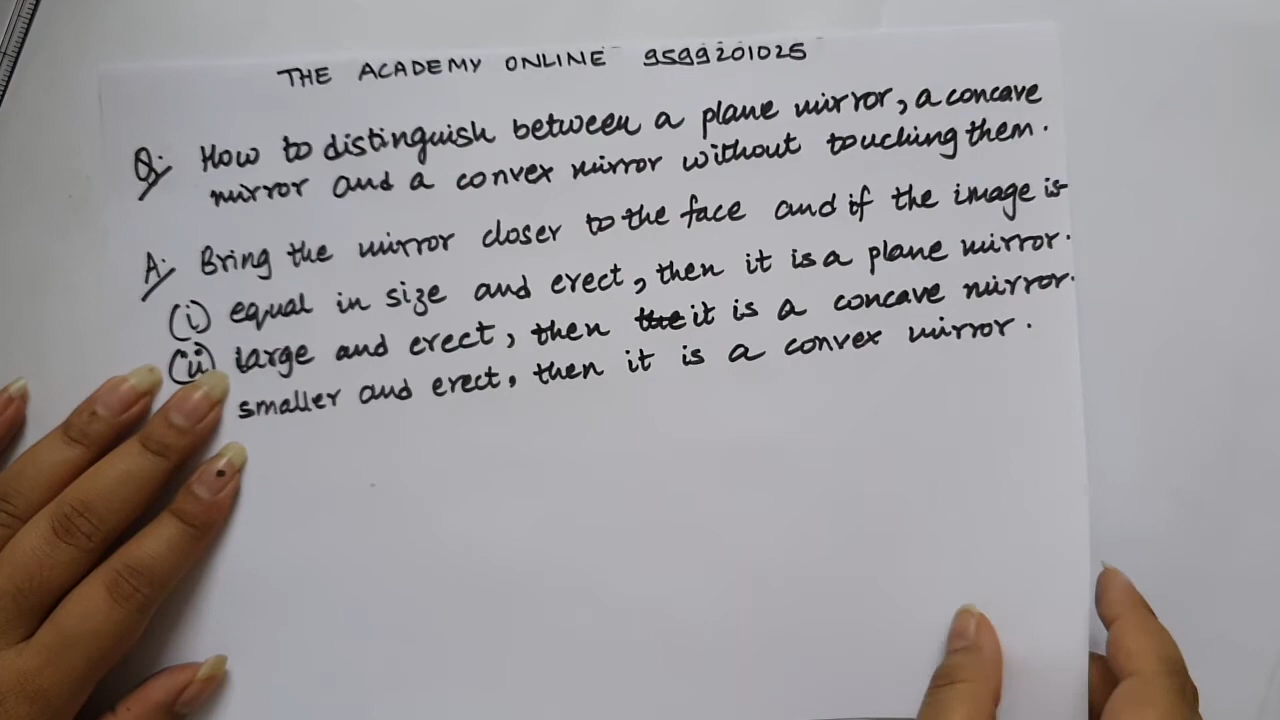 THE ACADEMY ONLINE 9599201025
Q: How to distinguish between a plane mirror, a concave
mirror and a convex mirror without touching them.
A: Bring the mirror closer to the face and if the image is
(i) equal in size and erect, then it is a plane mirror.
(ii) large and erect, then the it is a concave mirror.
smaller and erect, then it is a convex mirror.